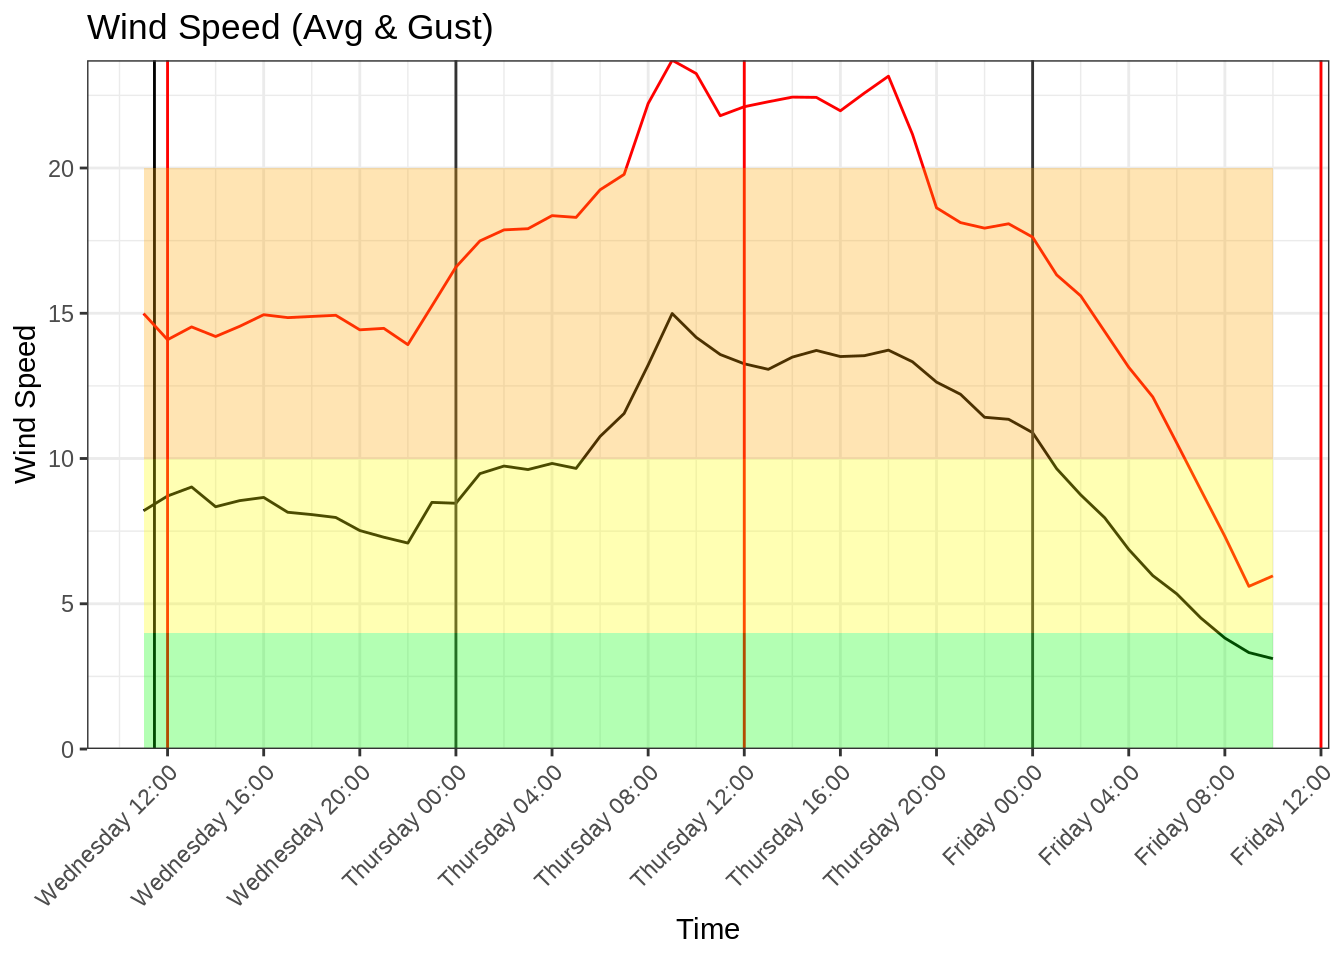 Wind Speed (Avg & Gust)
Wind Speed
20
15
10
5
0
Wednesday 12:00
Wednesday 16:00
Wednesday 20:00
Thursday 00:00
Thursday 04:00
Thursday 08:00
Thursday 12:00
Thursday 16:00
Thursday 20:00
Friday 00:00
Friday 04:00
Friday 08:00
Friday 12:00
Time